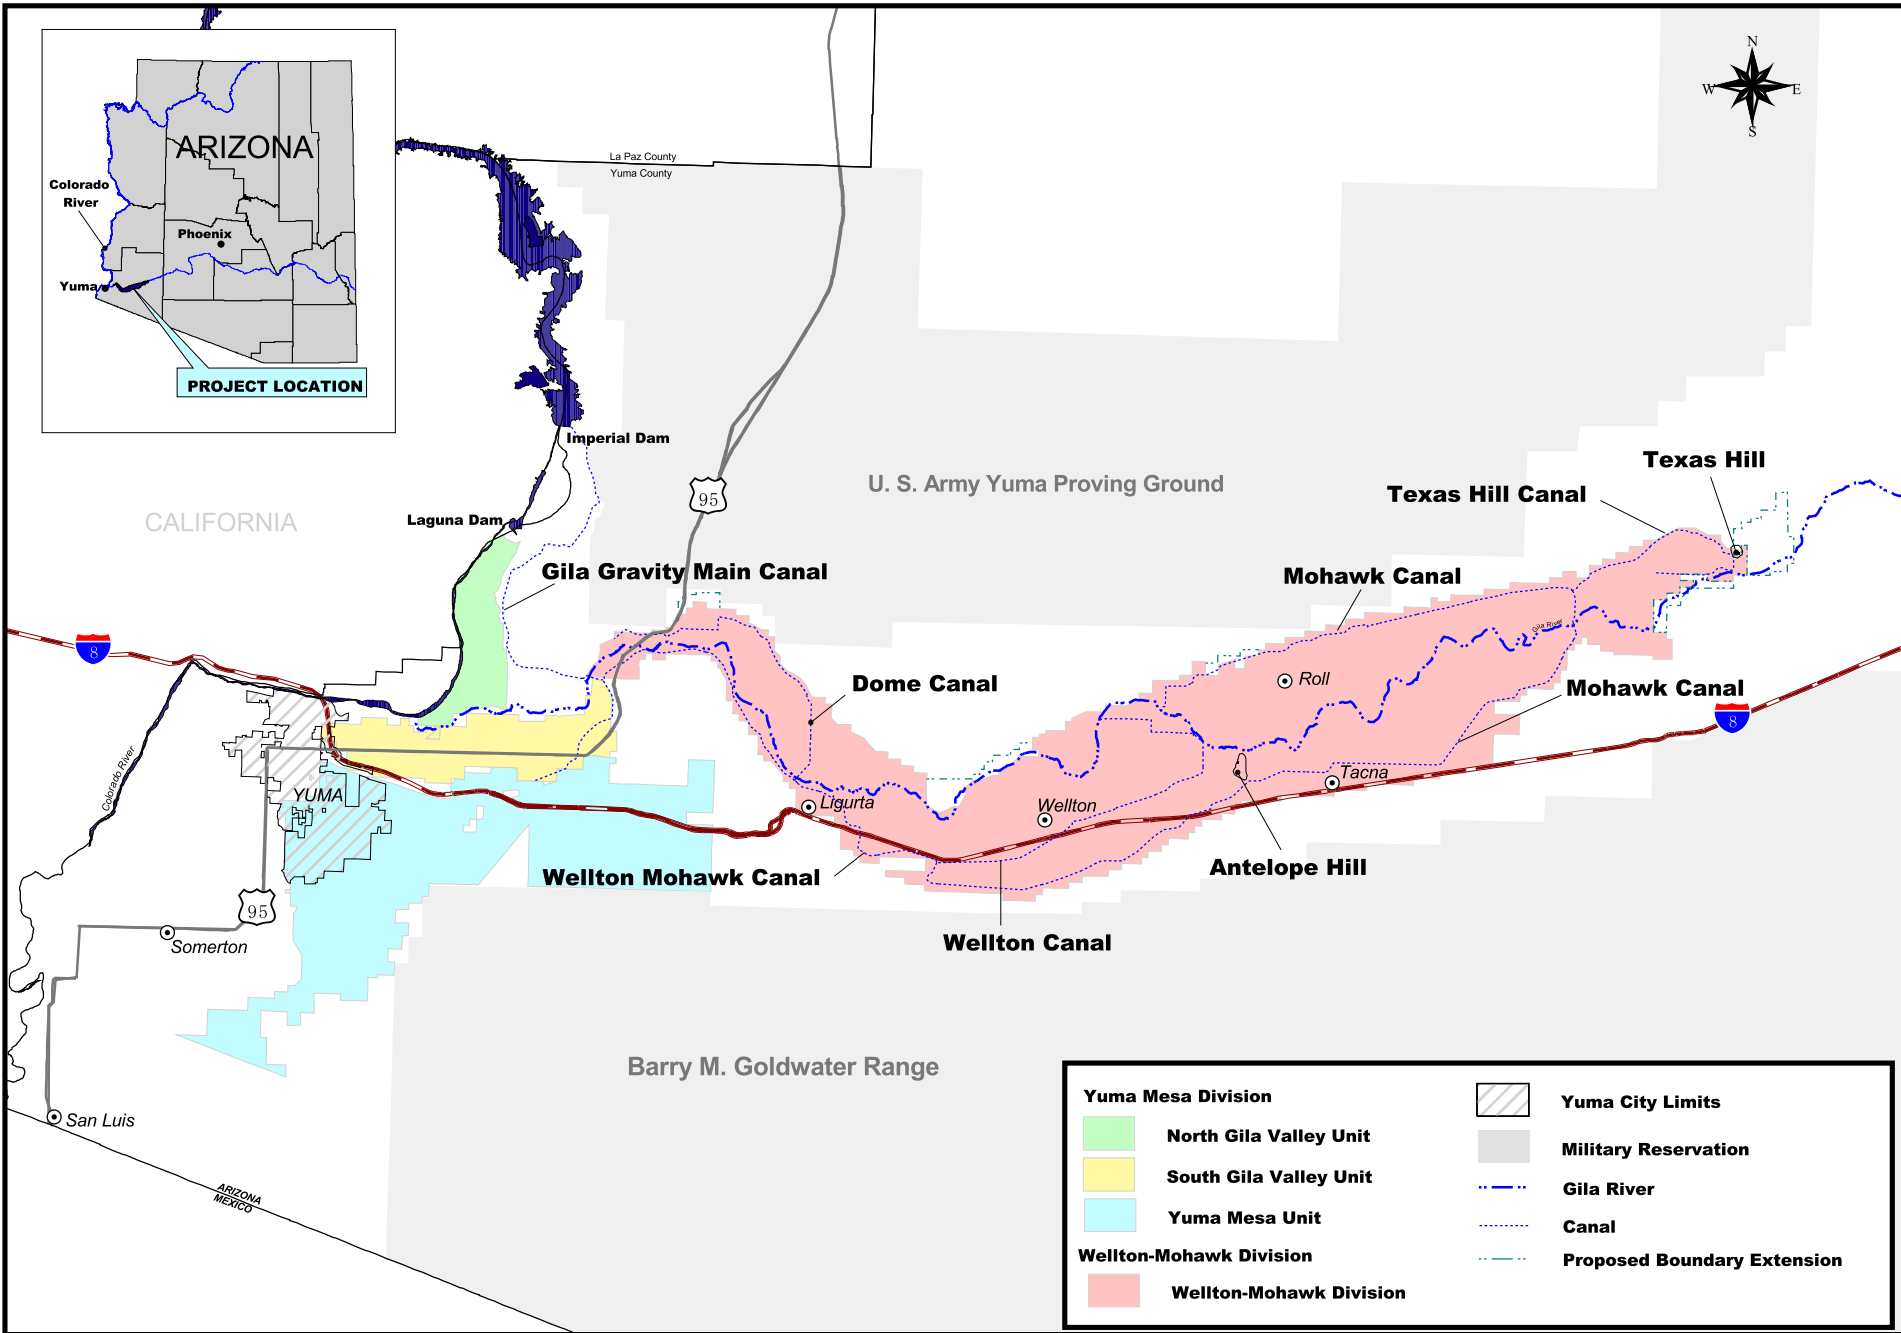 N
W
E
S
ARIZONA
Colorado
River
Phoenix
Yuma
PROJECT LOCATION
La Paz County
Yuma County
Imperial Dam
95
U. S. Army Yuma Proving Ground
Texas Hill
Texas Hill Canal
CALIFORNIA
Laguna Dam
Gila Gravity Main Canal
Mohawk Canal
Gila River
8
Dome Canal
Roll
Mohawk Canal
8
Colorado River
YUMA
Ligurta
Wellton
Tacna
Antelope Hill
Wellton Mohawk Canal
95
Somerton
Wellton Canal
Barry M. Goldwater Range
San Luis
ARIZONA
MEXICO
Yuma Mesa Division
North Gila Valley Unit
South Gila Valley Unit
Yuma Mesa Unit
Wellton-Mohawk Division
Wellton-Mohawk Division
Yuma City Limits
Military Reservation
Gila River
Canal
Proposed Boundary Extension